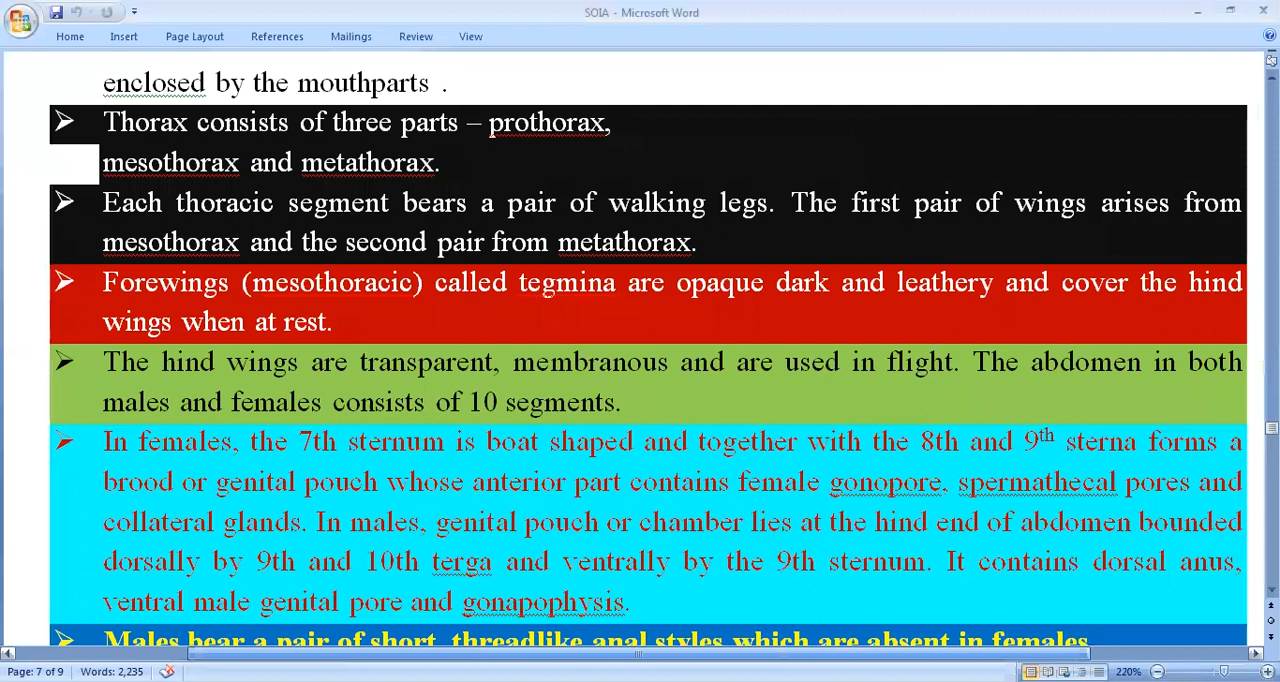 SOIA - Microsoft Word
Home Insert Page Layout References Mailings Review View
enclosed by the mouthparts .
➢ Thorax consists of three parts – prothorax,
mesothorax and metathorax.
➢ Each thoracic segment bears a pair of walking legs. The first pair of wings arises from
mesothorax and the second pair from metathorax.
➢ Forewings (mesothoracic) called tegmina are opaque dark and leathery and cover the hind
wings when at rest.
➢ The hind wings are transparent, membranous and are used in flight. The abdomen in both
males and females consists of 10 segments.
➢ In females, the 7th sternum is boat shaped and together with the 8th and 9th sterna forms a
brood or genital pouch whose anterior part contains female gonopore, spermathecal pores and
collateral glands. In males, genital pouch or chamber lies at the hind end of abdomen bounded
dorsally by 9th and 10th terga and ventrally by the 9th sternum. It contains dorsal anus,
ventral male genital pore and gonapophysis.
➢ Males bear a pair of short, threadlike anal styles which are absent in females.
Page: 7 of 9 Words: 2,235 220%